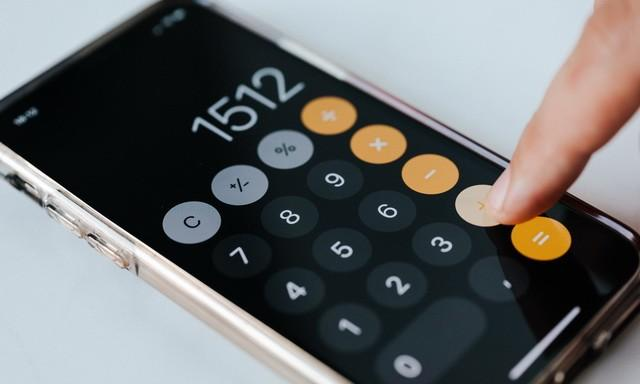 1512
C +/- % ÷
7 8 9 ×
4 5 6 −
1 2 3 +
0 . =